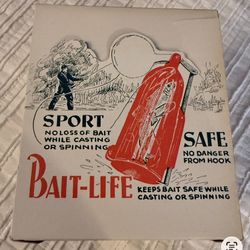 SPORT
NO LOSS OF BAIT
WHILE CASTING
OR SPINNING
SAFE
NO DANGER
FROM HOOK
BAIT-LIFE
KEEPS BAIT SAFE WHILE
CASTING OR SPINNING